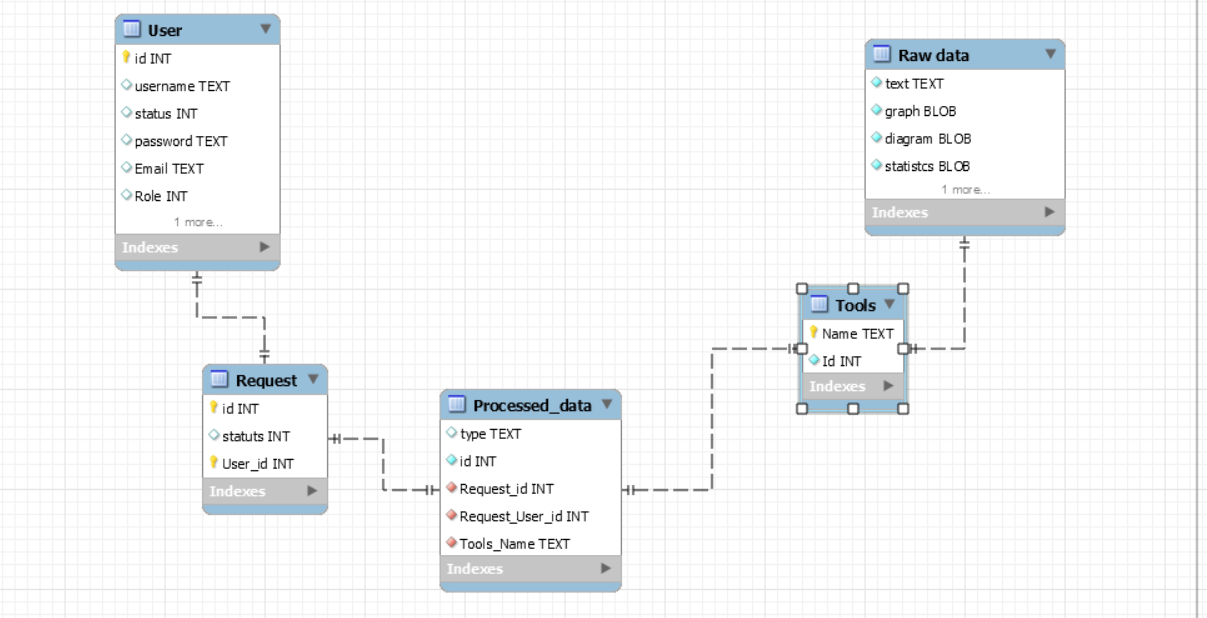 User
id INT
username TEXT
status INT
password TEXT
Email TEXT
Role INT
1 more...
Indexes
Raw data
text TEXT
graph BLOB
diagram BLOB
statistcs BLOB
1 more...
Indexes
Tools
Name TEXT
Id INT
Indexes
Request
id INT
statuts INT
User_id INT
Indexes
Processed_data
type TEXT
id INT
Request_id INT
Request_User_id INT
Tools_Name TEXT
Indexes